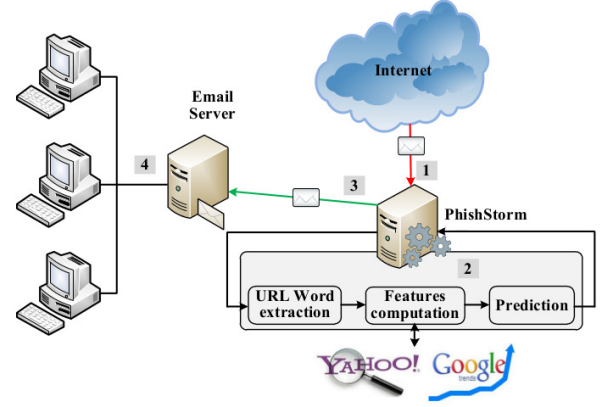 Internet
Email
Server
4
1
3
PhishStorm
2
URL Word
extraction
Features
computation
Prediction
YAHOO!
Google
trends